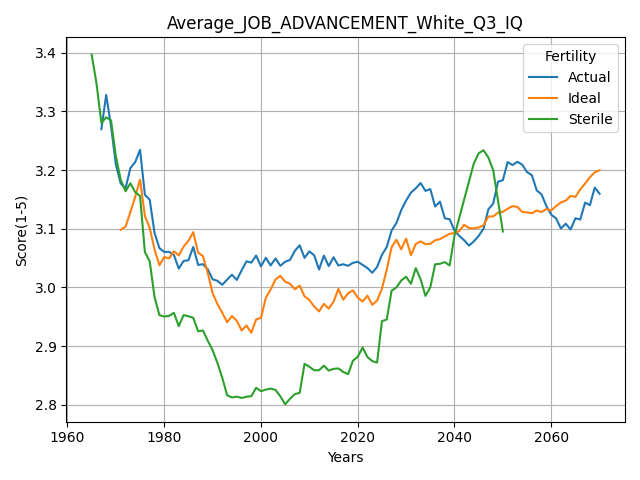 Average_JOB_ADVANCEMENT_White_Q3_IQ
Fertility
Actual
Ideal
Sterile
Score(1-5)
3.4
3.3
3.2
3.1
3.0
2.9
2.8
1960 1980 2000 2020 2040 2060
Years